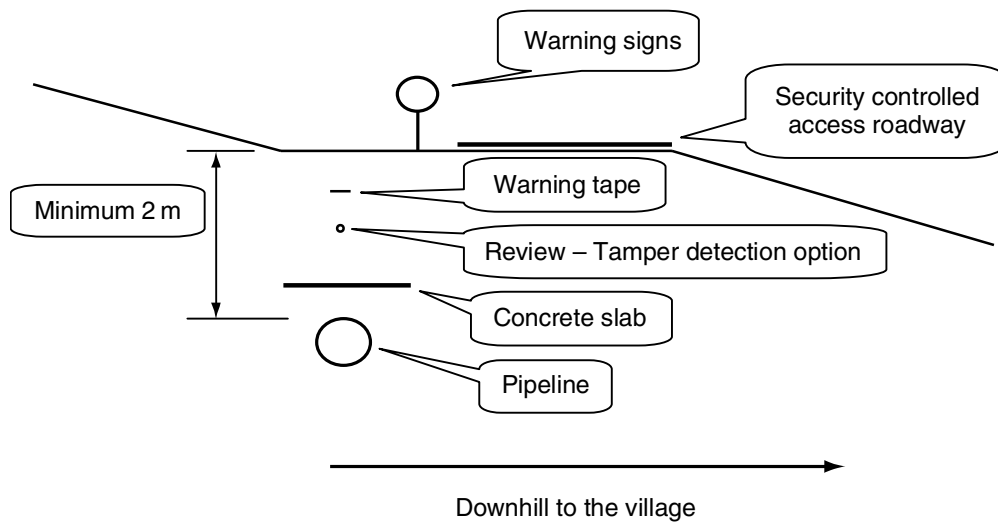 Warning signs
Security controlled
access roadway
Minimum 2 m
Warning tape
Review – Tamper detection option
Concrete slab
Pipeline
Downhill to the village